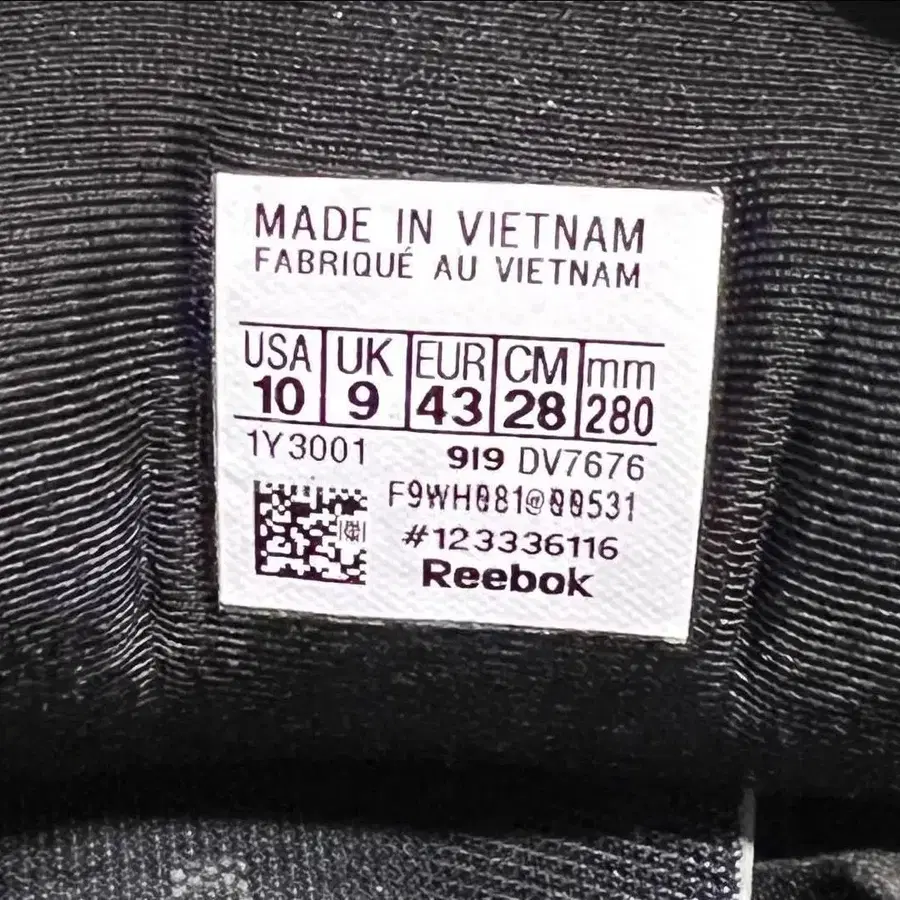 MADE IN VIETNAM
FABRIQUÉ AU VIETNAM
USA UK EUR CM mm
10 9 43 28 280
1Y3001 919 DV7676
F9WH081@00531
#123336116
Reebok